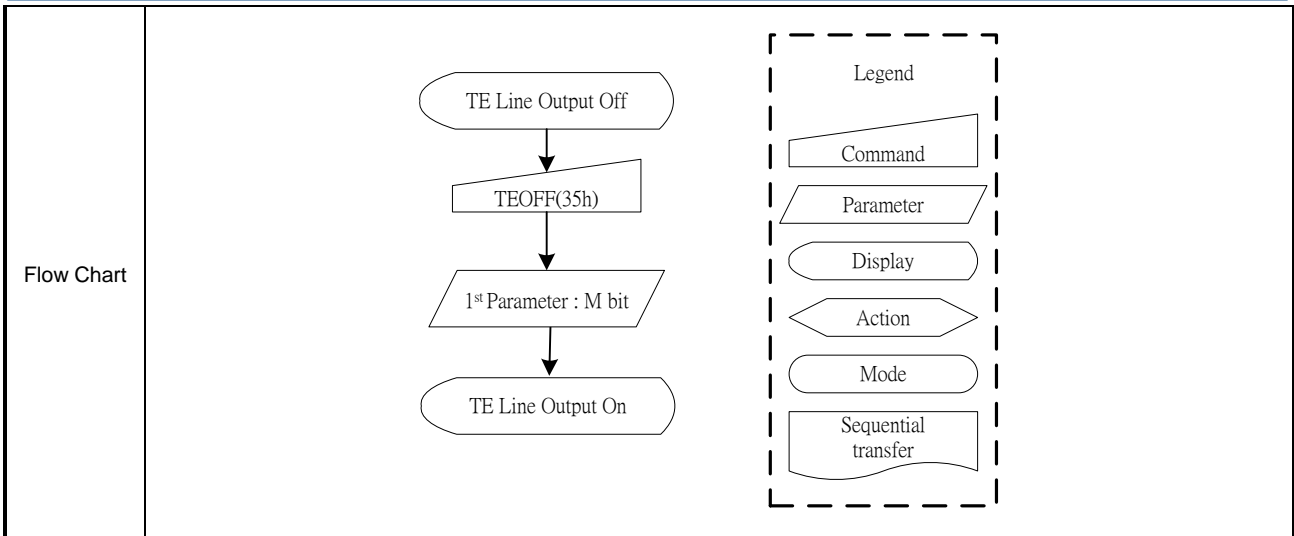 Flow Chart
TE Line Output Off
TEOFF(35h)
1st Parameter : M bit
TE Line Output On
Legend
Command
Parameter
Display
Action
Mode
Sequential
transfer